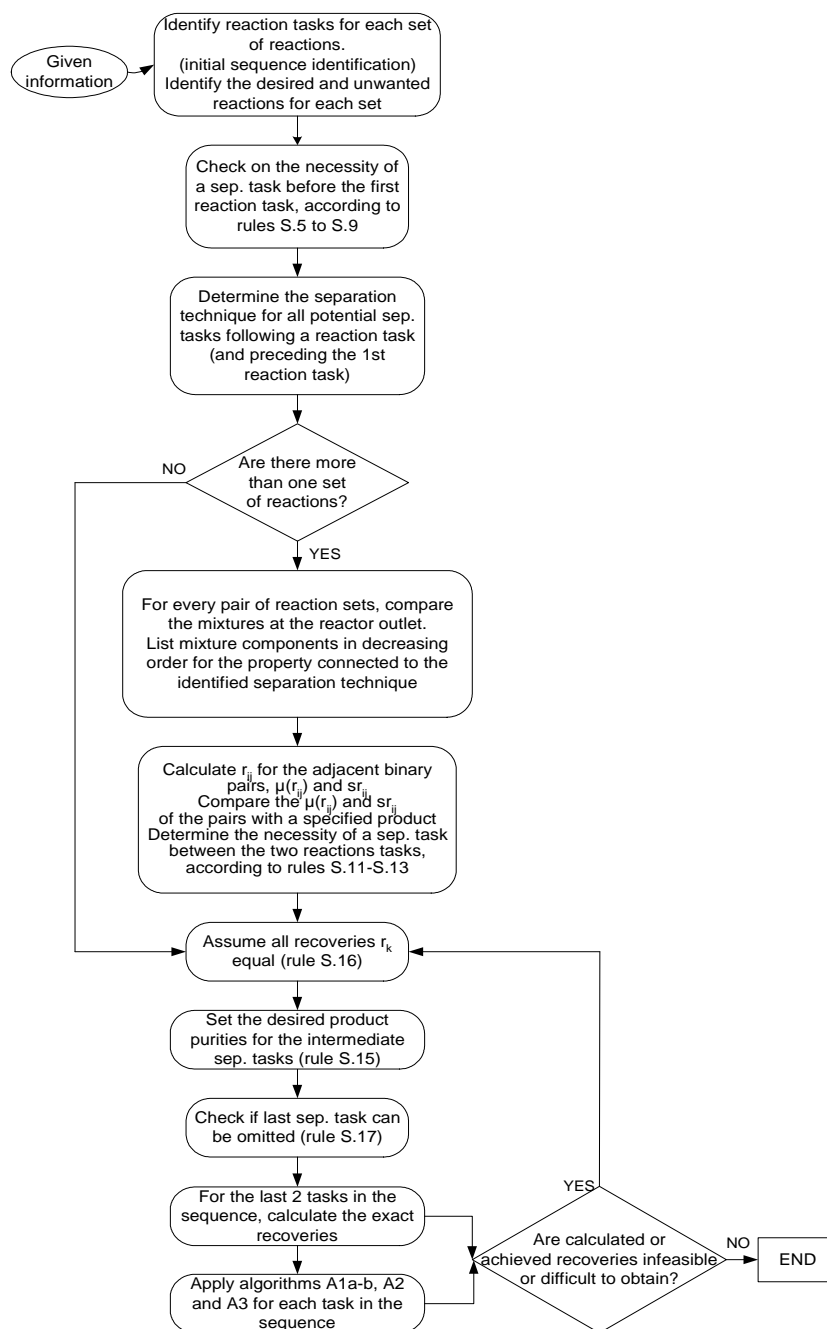 Given
information
Identify reaction tasks for each set
of reactions.
(initial sequence identification)
Identify the desired and unwanted
reactions for each set
Check on the necessity of
a sep. task before the first
reaction task, according to
rules S.5 to S.9
Determine the separation
technique for all potential sep.
tasks following a reaction task
(and preceding the 1st
reaction task)
NO
Are there more
than one set
of reactions?
YES
For every pair of reaction sets, compare
the mixtures at the reactor outlet.
List mixture components in decreasing
order for the property connected to the
identified separation technique
Calculate rij for the adjacent binary
pairs, µ(rij) and srij.
Compare the µ(rij) and srij
of the pairs with a specified product
Determine the necessity of a sep. task
between the two reactions tasks,
according to rules S.11-S.13
Assume all recoveries rk
equal (rule S.16)
Set the desired product
purities for the intermediate
sep. tasks (rule S.15)
Check if last sep. task can
be omitted (rule S.17)
For the last 2 tasks in the
sequence, calculate the exact
recoveries
Apply algorithms A1a-b, A2
and A3 for each task in the
sequence
YES
Are calculated or
achieved recoveries infeasible
or difficult to obtain?
NO
END